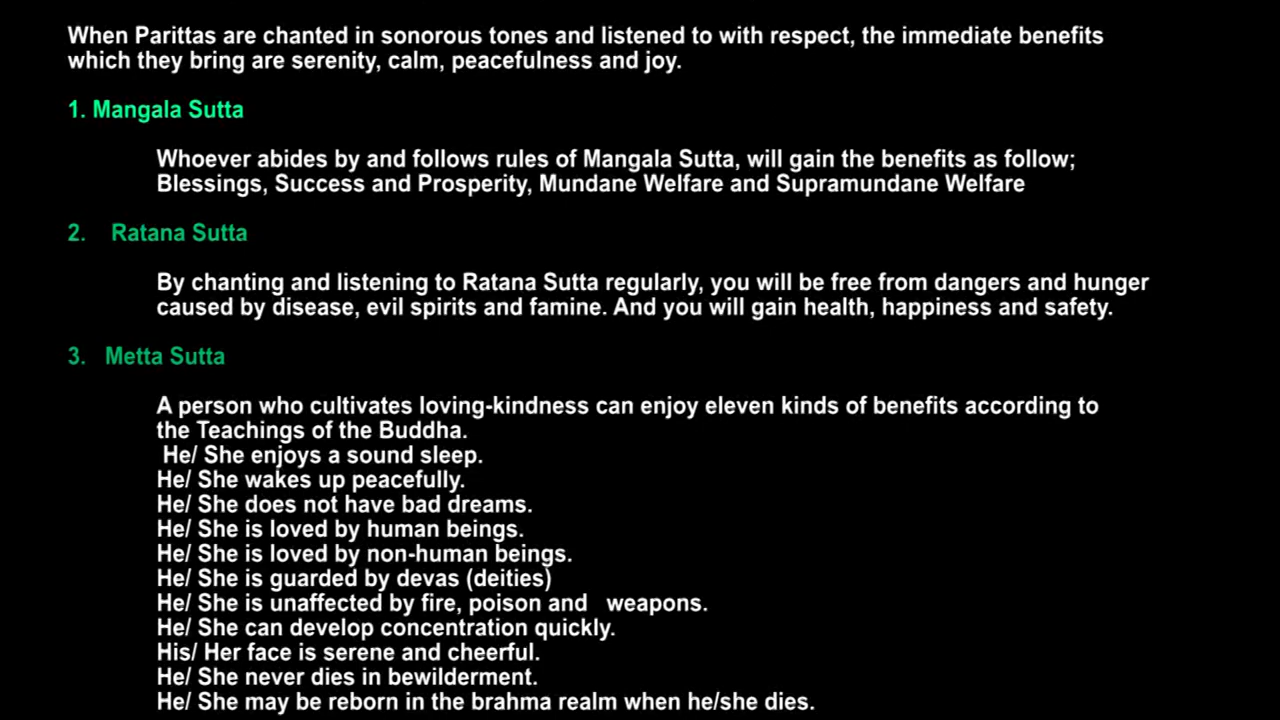 When Parittas are chanted in sonorous tones and listened to with respect, the immediate benefits
which they bring are serenity, calm, peacefulness and joy.
1. Mangala Sutta
Whoever abides by and follows rules of Mangala Sutta, will gain the benefits as follow;
Blessings, Success and Prosperity, Mundane Welfare and Supramundane Welfare
2. Ratana Sutta
By chanting and listening to Ratana Sutta regularly, you will be free from dangers and hunger
caused by disease, evil spirits and famine. And you will gain health, happiness and safety.
3. Metta Sutta
A person who cultivates loving-kindness can enjoy eleven kinds of benefits according to
the Teachings of the Buddha.
He/ She enjoys a sound sleep.
He/ She wakes up peacefully.
He/ She does not have bad dreams.
He/ She is loved by human beings.
He/ She is loved by non-human beings.
He/ She is guarded by devas (deities)
He/ She is unaffected by fire, poison and weapons.
He/ She can develop concentration quickly.
His/ Her face is serene and cheerful.
He/ She never dies in bewilderment.
He/ She may be reborn in the brahma realm when he/she dies.